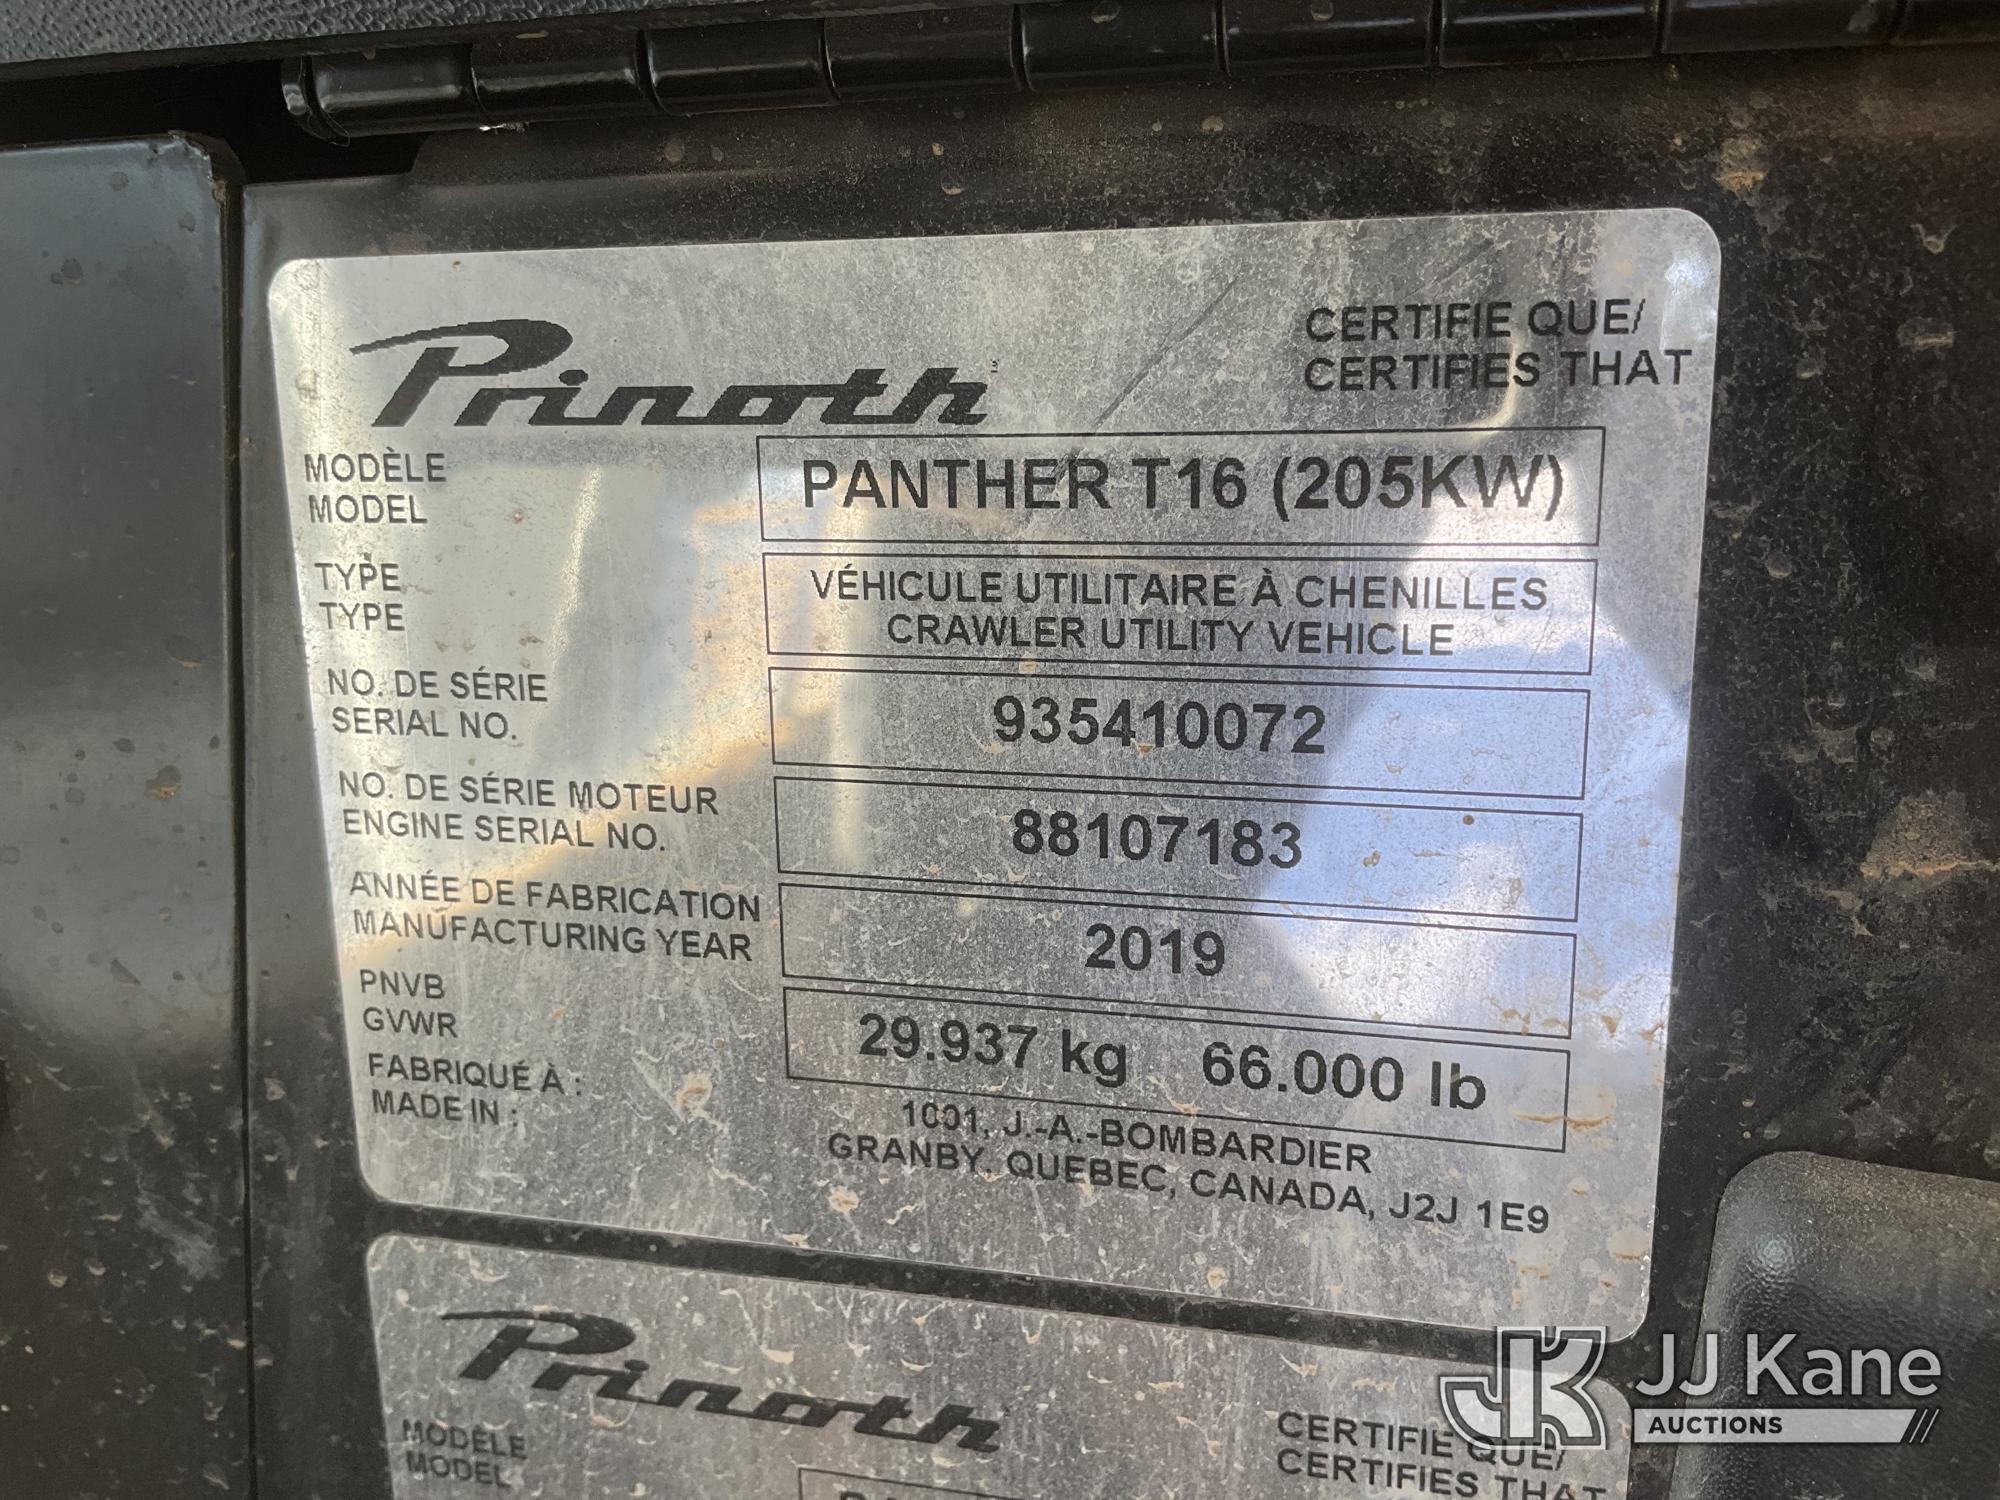 Prinoth
CERTIFIE QUE/
CERTIFIES THAT
MODÈLE
MODEL
PANTHER T16 (205KW)
TYPE
TYPE
VÉHICULE UTILITAIRE À CHENILLES
CRAWLER UTILITY VEHICLE
NO. DE SÉRIE
SERIAL NO.
935410072
NO. DE SÉRIE MOTEUR
ENGINE SERIAL NO.
88107183
ANNÉE DE FABRICATION
MANUFACTURING YEAR
2019
PNVB
GVWR
29.937 kg 66.000 lb
FABRIQUÉ À :
MADE IN :
1001, J.-A.-BOMBARDIER
GRANBY, QUEBEC, CANADA, J2J 1E9
Prinoth
CERTIFIE QUE/
CERTIFIES THAT
MODÈLE
MODEL
JK JJ Kane
AUCTIONS